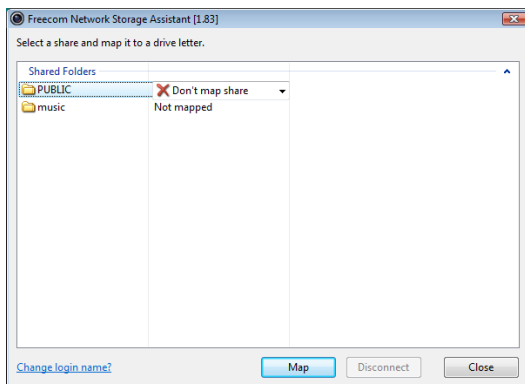 Freecom Network Storage Assistant [1.83]
Select a share and map it to a drive letter.
Shared Folders
PUBLIC Don't map share
music Not mapped
Change login name? Map Disconnect Close